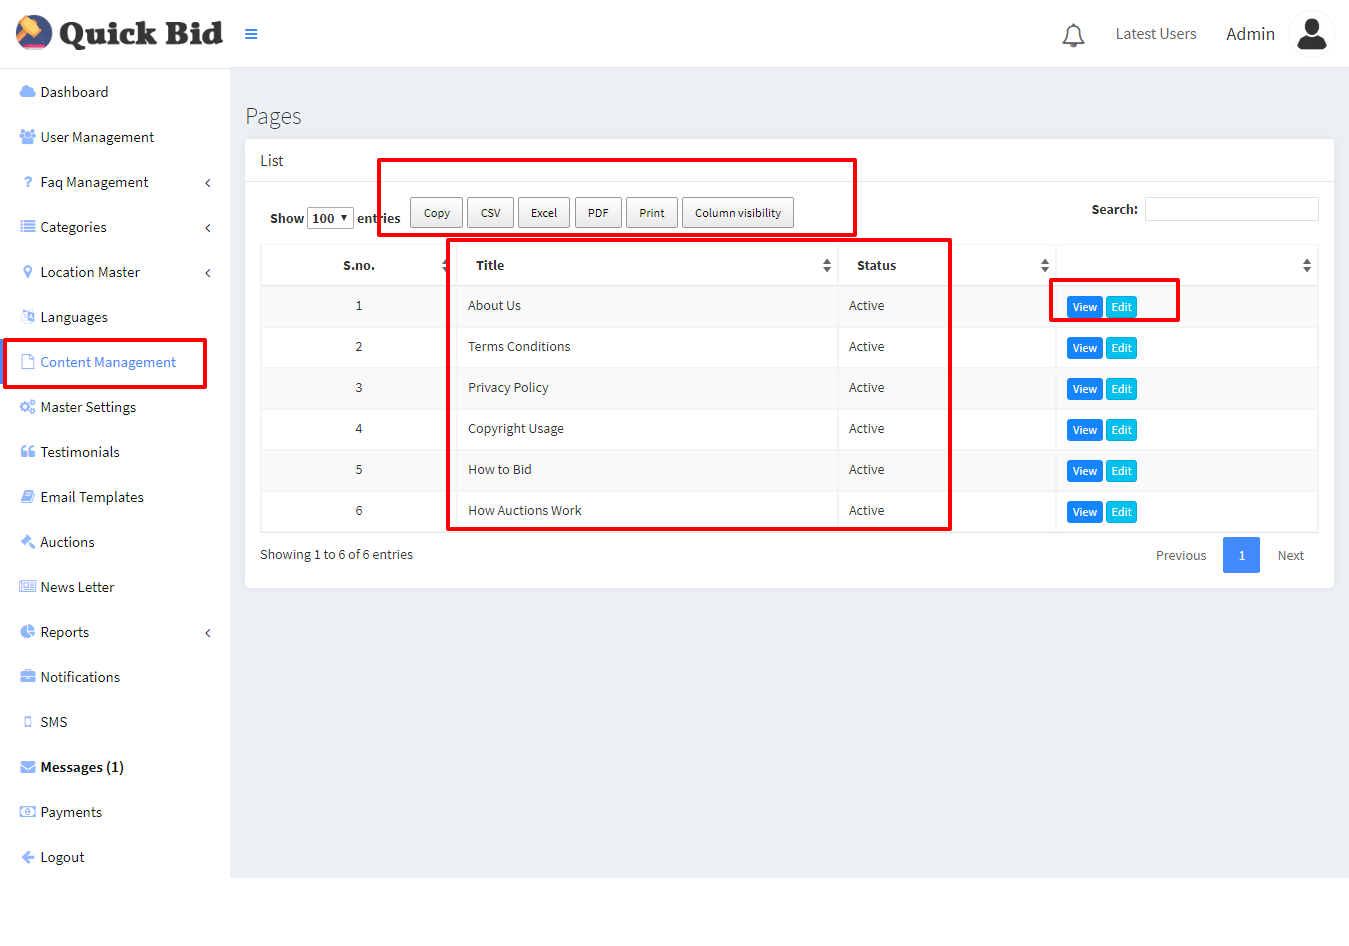 Quick Bid
Latest Users
Admin
Dashboard
User Management
Faq Management
Categories
Location Master
Languages
Content Management
Master Settings
Testimonials
Email Templates
Auctions
News Letter
Reports
Notifications
SMS
Messages (1)
Payments
Logout
Pages
List
Show 100 entries
Copy CSV Excel PDF Print Column visibility
Search:
S.no. Title Status
1 About Us Active View Edit
2 Terms Conditions Active View Edit
3 Privacy Policy Active View Edit
4 Copyright Usage Active View Edit
5 How to Bid Active View Edit
6 How Auctions Work Active View Edit
Showing 1 to 6 of 6 entries
Previous 1 Next